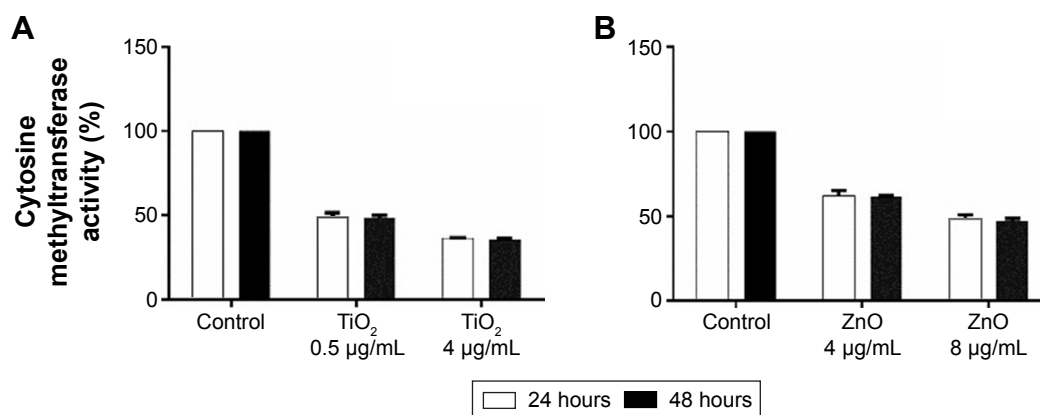 A
Cytosine
methyltransferase
activity (%)
150
100
50
0
Control
TiO₂
0.5 µg/mL
TiO₂
4 µg/mL
B
150
100
50
0
Control
ZnO
4 µg/mL
ZnO
8 µg/mL
24 hours
48 hours